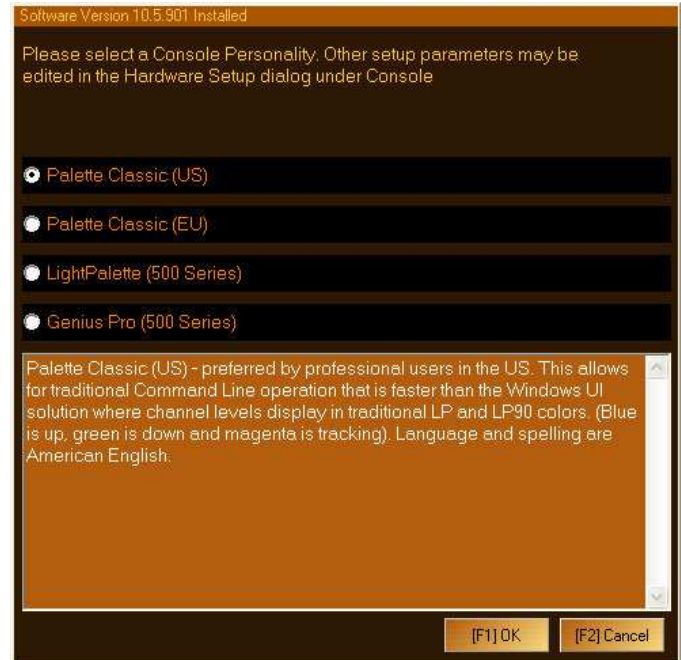 Software Version 10.5.901 Installed
Please select a Console Personality. Other setup parameters may be
edited in the Hardware Setup dialog under Console
Palette Classic (US)
Palette Classic (EU)
LightPalette (500 Series)
Genius Pro (500 Series)
Palette Classic (US) - preferred by professional users in the US. This allows
for traditional Command Line operation that is faster than the Windows UI
solution where channel levels display in traditional LP and LP90 colors. (Blue
is up, green is down and magenta is tracking). Language and spelling are
American English.
[F1] OK [F2] Cancel